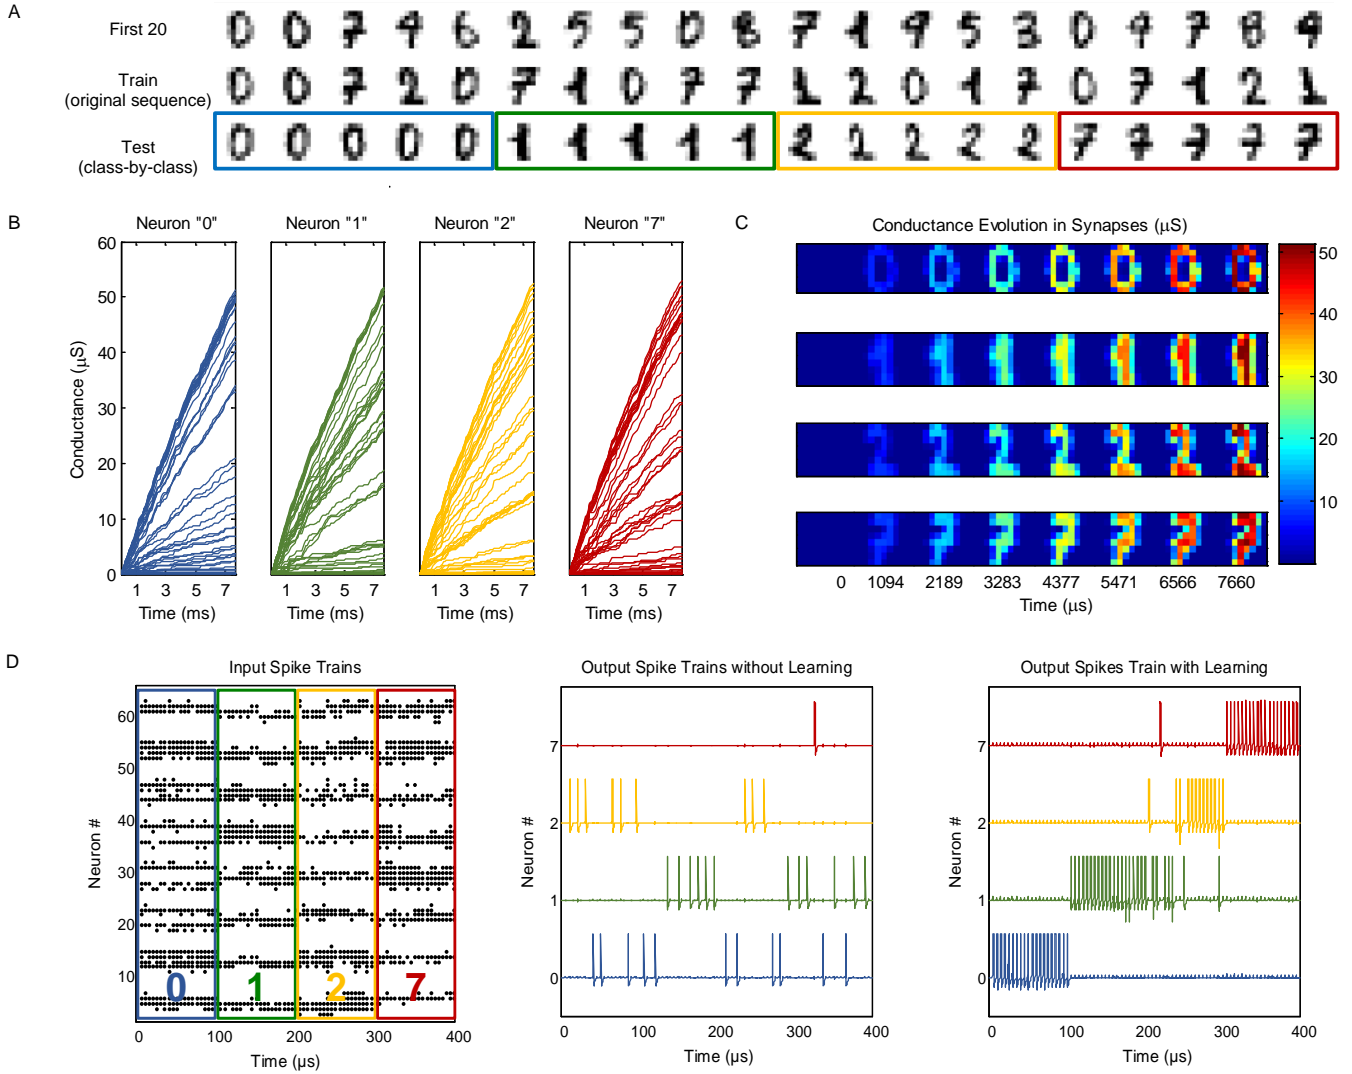 A
First 20
Train
(original sequence)
Test
(class-by-class)
B
Neuron "0"
Neuron "1"
Neuron "2"
Neuron "7"
60
50
40
30
20
10
0
Conductance (µS)
1 3 5 7
1 3 5 7
1 3 5 7
1 3 5 7
Time (ms)
Time (ms)
Time (ms)
Time (ms)
C
Conductance Evolution in Synapses (µS)
50
40
30
20
10
0 1094 2189 3283 4377 5471 6566 7660
Time (µs)
D
Input Spike Trains
60
50
40
30
20
10
Neuron #
0 1 2 7
0 100 200 300 400
Time (µs)
Output Spike Trains without Learning
7
2
1
0
Neuron #
0 100 200 300 400
Time (µs)
Output Spikes Train with Learning
7
2
1
0
Neuron #
0 100 200 300 400
Time (µs)